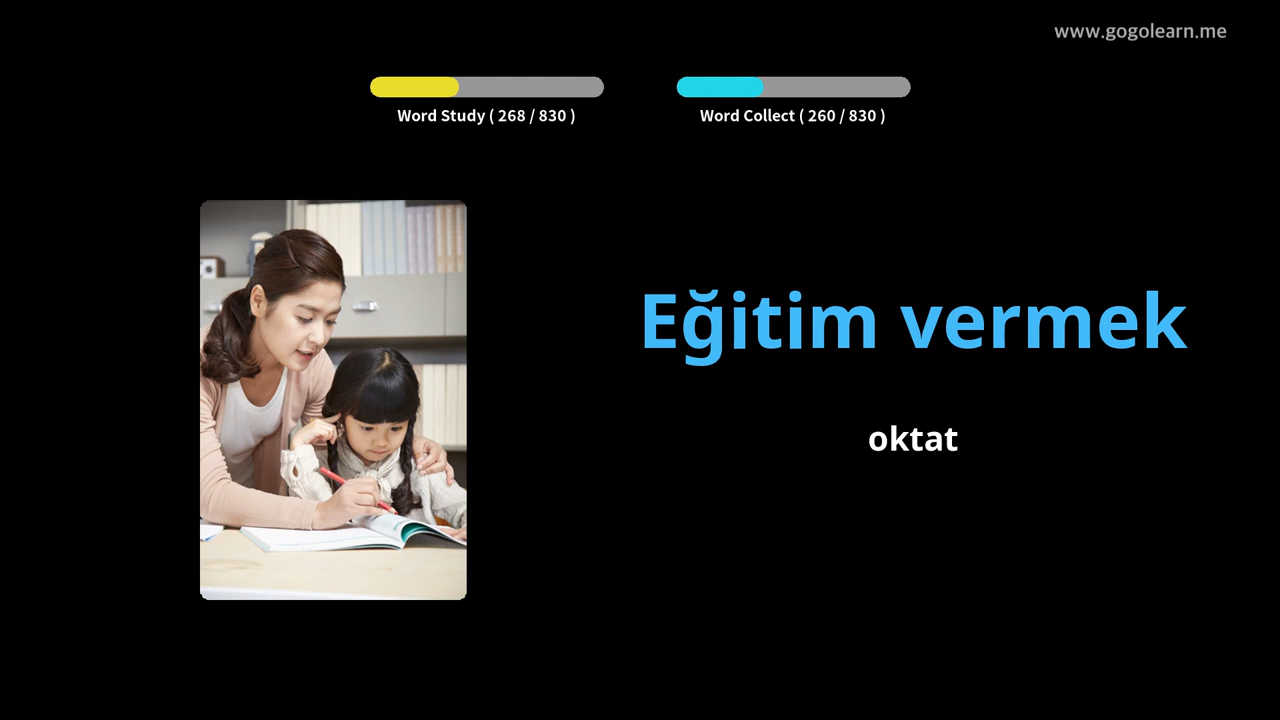 www.gogolearn.me
Word Study ( 268 / 830 )
Word Collect ( 260 / 830 )
Eğitim vermek
oktat